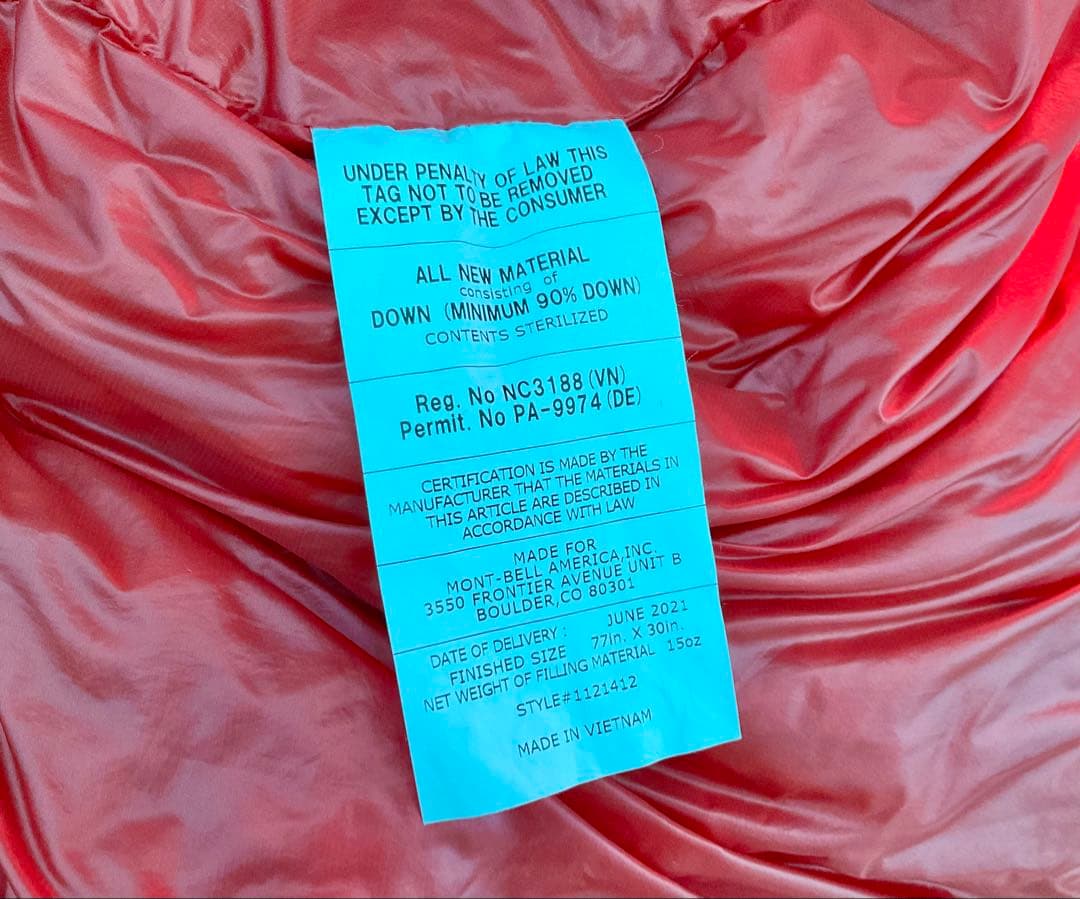 UNDER PENALTY OF LAW THIS
TAG NOT TO BE REMOVED
EXCEPT BY THE CONSUMER
ALL NEW MATERIAL
consisting of
DOWN (MINIMUM 90% DOWN)
CONTENTS STERILIZED
Reg. No NC3188 (VN)
Permit. No PA-9974 (DE)
CERTIFICATION IS MADE BY THE
MANUFACTURER THAT THE MATERIALS IN
THIS ARTICLE ARE DESCRIBED IN
ACCORDANCE WITH LAW
MADE FOR
MONT-BELL AMERICA,INC.
3550 FRONTIER AVENUE UNIT B
BOULDER,CO 80301
DATE OF DELIVERY : JUNE 2021
FINISHED SIZE 77in. X 30in.
NET WEIGHT OF FILLING MATERIAL 15oz
STYLE#1121412
MADE IN VIETNAM